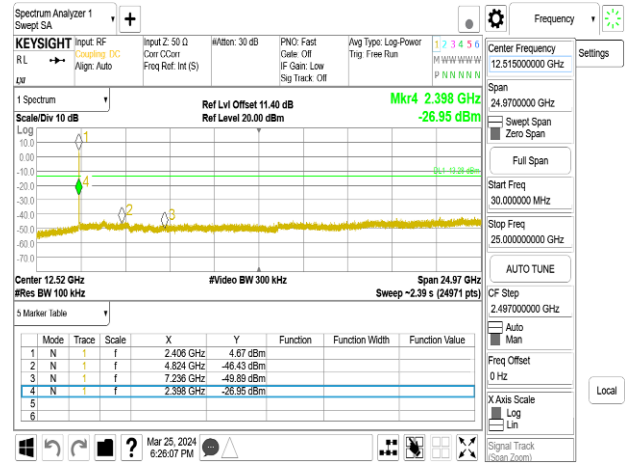 Spectrum Analyzer 1
Swept SA
Frequency
KEYSIGHT
RL
Input: RF
Coupling: DC
Align: Auto
Input Z: 50 Ω
Corr CCorr
Freq Ref: Int (S)
#Atten: 30 dB
PNO: Fast
Gate: Off
IF Gain: Low
Sig Track: Off
Avg Type: Log-Power
Trig: Free Run
1 2 3 4 5 6
M W W W W W
P N N N N N
Center Frequency
12.515000000 GHz
Settings
Span
24.9700000 GHz
Swept Span
Zero Span
Full Span
Start Freq
30.000000 MHz
Stop Freq
25.000000000 GHz
AUTO TUNE
CF Step
2.497000000 GHz
Auto
Man
Freq Offset
0 Hz
X Axis Scale
Log
Lin
Signal Track
(Span Zoom)
Local
1 Spectrum
Scale/Div 10 dB
Ref Lvl Offset 11.40 dB
Ref Level 20.00 dBm
Mkr4 2.398 GHz
-26.95 dBm
Log
10.0
0.00
-10.0
-20.0
-30.0
-40.0
-50.0
-60.0
-70.0
1
4
2
3
Center 12.52 GHz
#Res BW 100 kHz
#Video BW 300 kHz
Span 24.97 GHz
Sweep ~2.39 s (24971 pts)
5 Marker Table
Mode Trace Scale X Y Function Function Width Function Value
1 N 1 f 2.406 GHz 4.67 dBm
2 N 1 f 4.824 GHz -46.43 dBm
3 N 1 f 7.236 GHz -49.89 dBm
4 N 1 f 2.398 GHz -26.95 dBm
5
6
Mar 25, 2024
6:26:07 PM